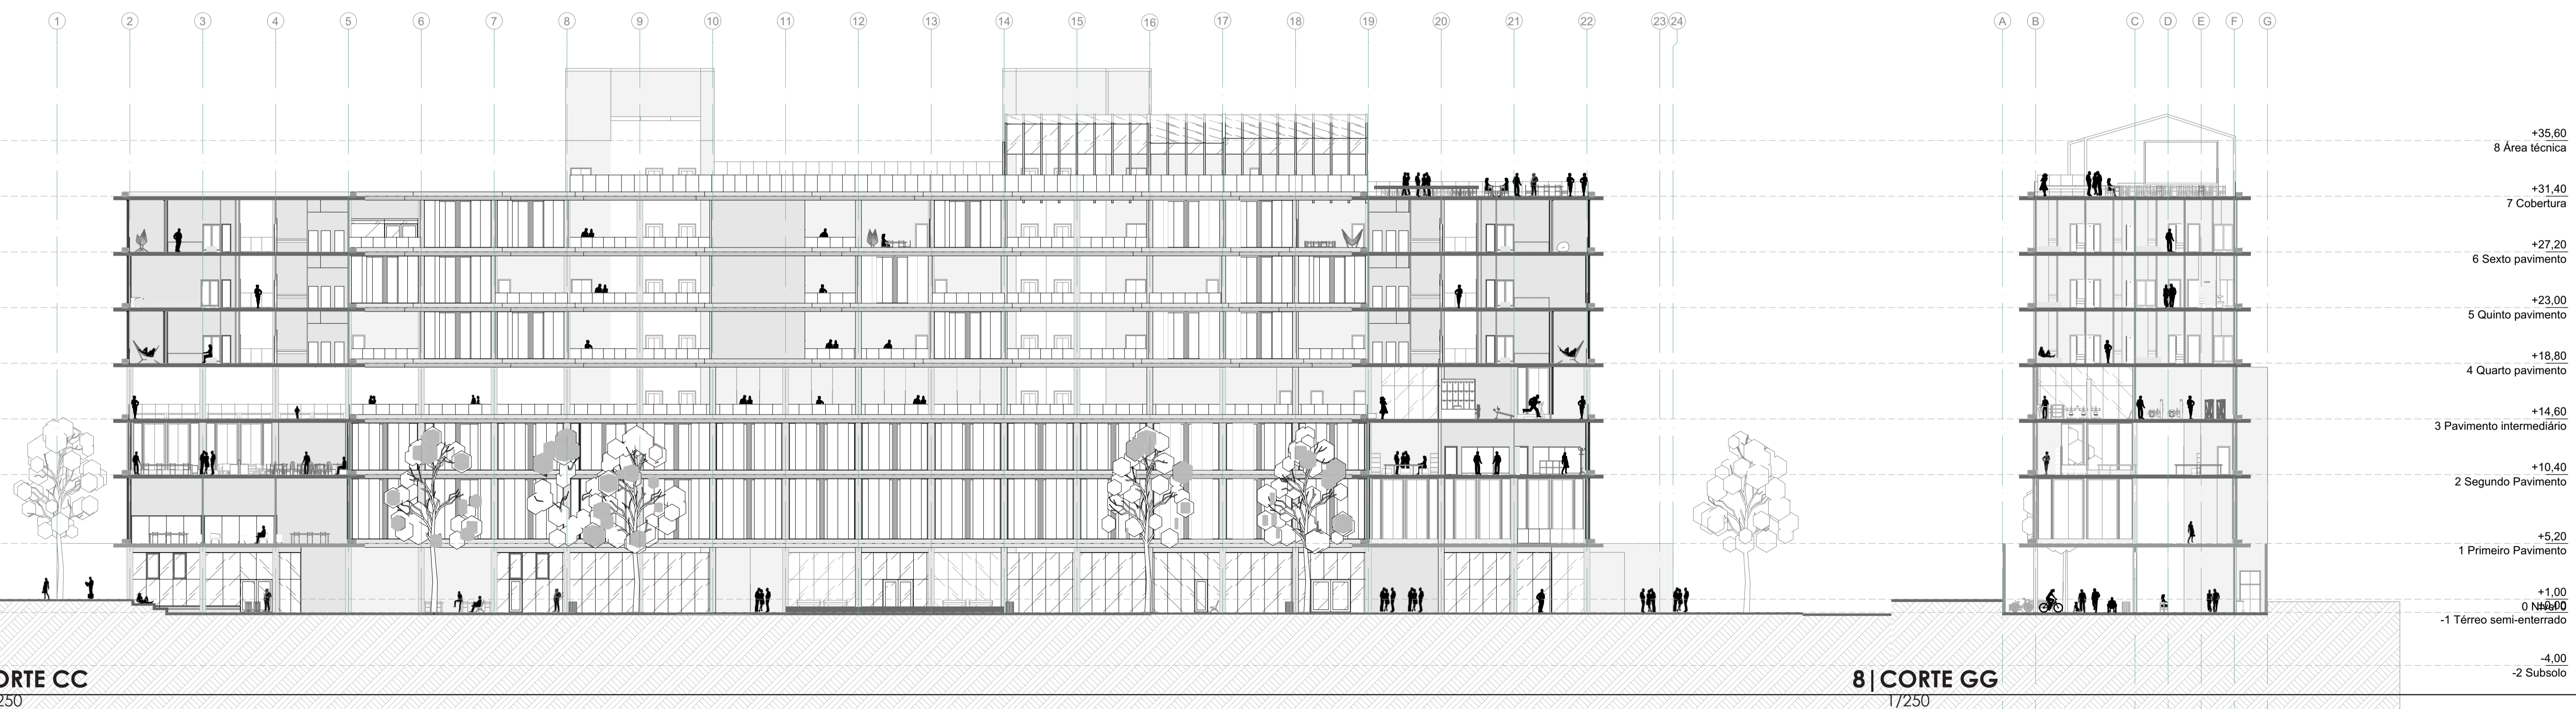 1 2 3 4 5 6 7 8 9 10 11 12 13 14 15 16 17 18 19 20 21 22 23 24 A B C D E F G
+35,60
8 Área técnica
+31,40
7 Cobertura
+27,20
6 Sexto pavimento
+23,00
5 Quinto pavimento
+18,80
4 Quarto pavimento
+14,60
3 Pavimento intermediário
+10,40
2 Segundo Pavimento
+5,20
1 Primeiro Pavimento
+1,00
-1 Térreo semi-enterrado
-4,00
-2 Subsolo
ORTE CC
250
8|CORTE GG
1/250